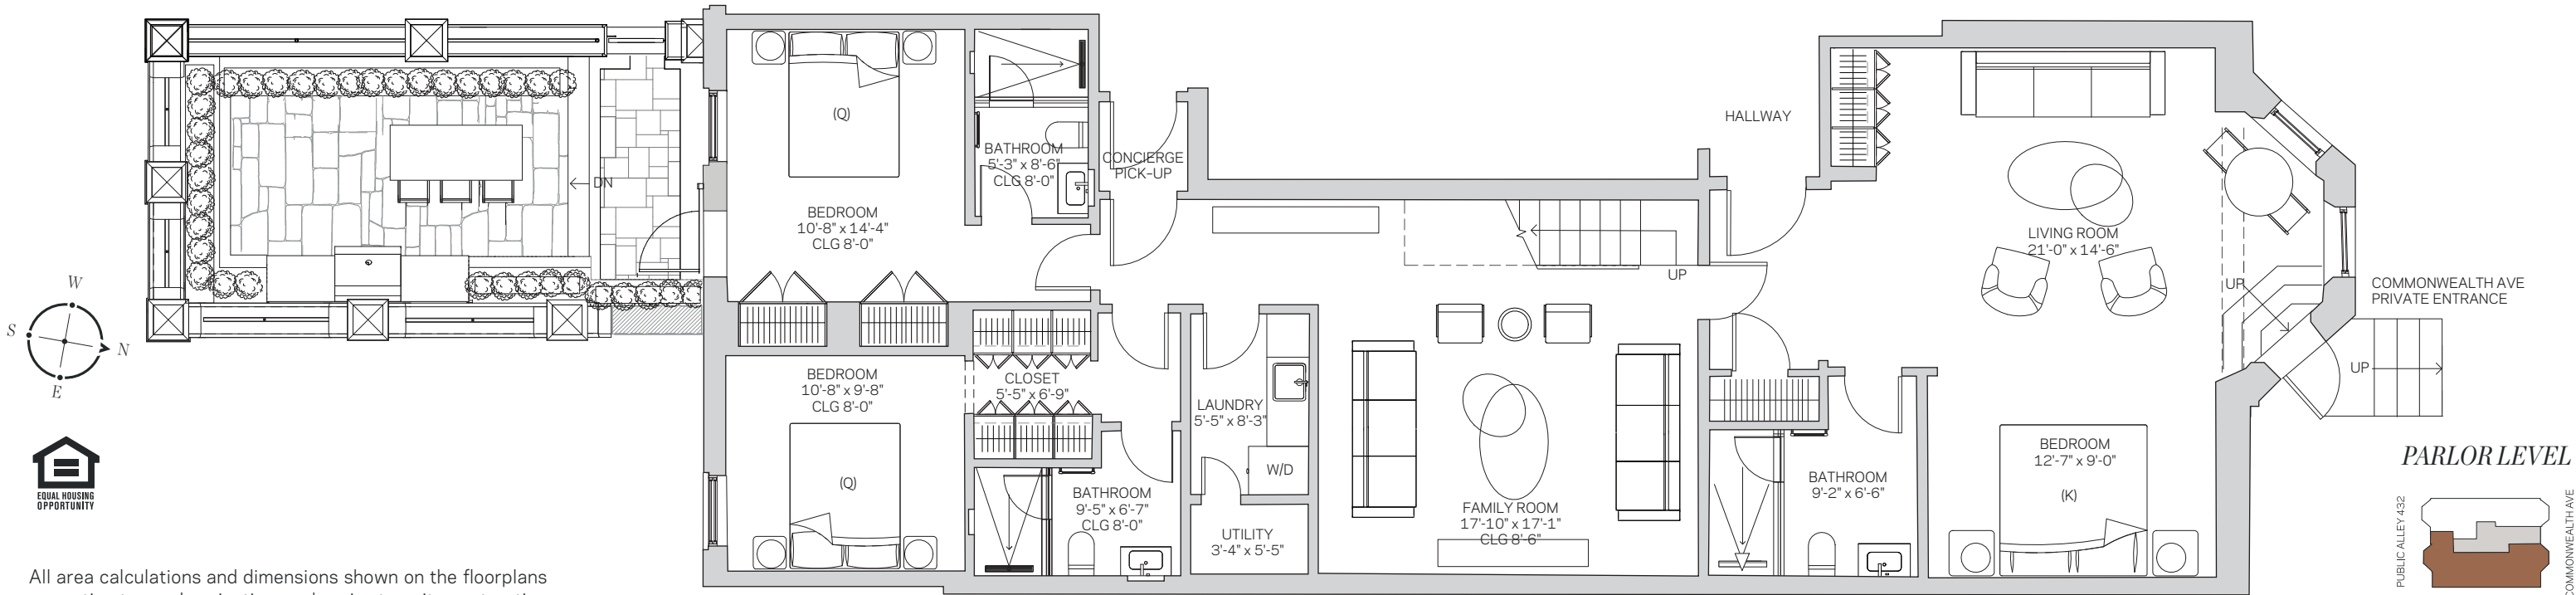 HALLWAY
BATHROOM
5'-3" x 8'-6"
CLG 8'-0"
CONCIERGE
PICK-UP
(Q)
DN
BEDROOM
10'-8" x 14'-4"
CLG 8'-0"
LIVING ROOM
21'-0" x 14'-6"
UP
UP
COMMONWEALTH AVE
PRIVATE ENTRANCE
UP
W
S
N
E
BEDROOM
10'-8" x 9'-8"
CLG 8'-0"
CLOSET
5'-5" x 6'-9"
LAUNDRY
5'-5" x 8'-3"
W/D
(Q)
BATHROOM
9'-5" x 6'-7"
CLG 8'-0"
UTILITY
3'-4" x 5'-5"
FAMILY ROOM
17'-10" x 17'-1"
CLG 8'-6"
BATHROOM
9'-2" x 6'-6"
BEDROOM
12'-7" x 9'-0"
(K)
PARLOR LEVEL
PUBLIC ALLEY 432
COMMONWEALTH AVE
EQUAL HOUSING
OPPORTUNITY
All area calculations and dimensions shown on the floorplans